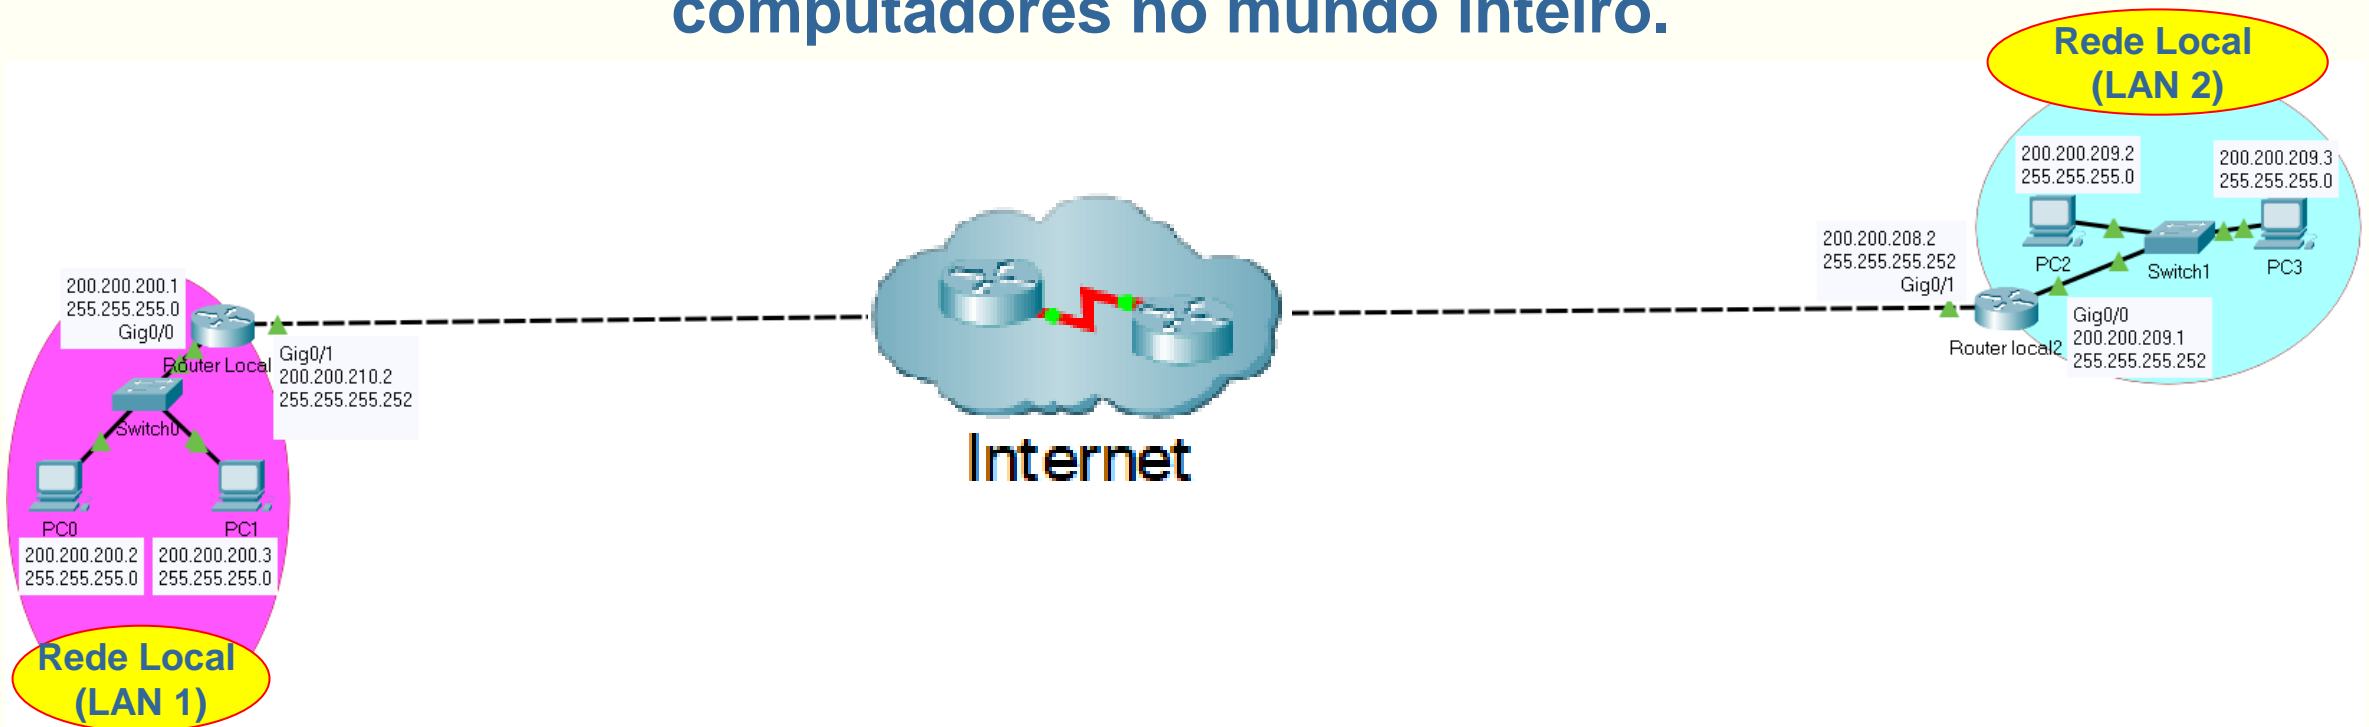 computadores no mundo inteiro.
Rede Local
(LAN 2)
200.200.209.2
255.255.255.0
200.200.209.3
255.255.255.0
200.200.208.2
255.255.255.252
Gig0/1
PC2
Switch1
PC3
Gig0/0
200.200.209.1
255.255.255.252
Router local2
200.200.200.1
255.255.255.0
Gig0/0
Router Local
Gig0/1
200.200.210.2
255.255.255.252
Switch0
Internet
PC0
200.200.200.2
255.255.255.0
PC1
200.200.200.3
255.255.255.0
Rede Local
(LAN 1)